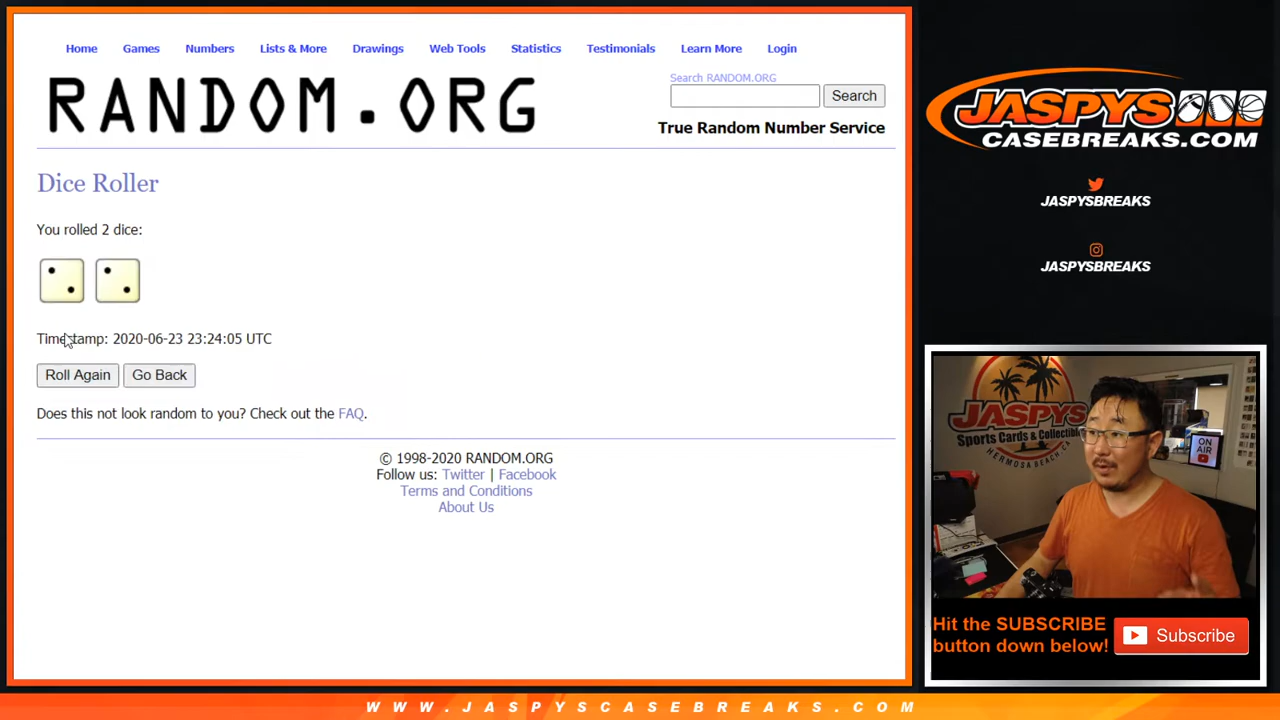 Home Games Numbers Lists & More Drawings Web Tools Statistics Testimonials Learn More Login
RANDOM.ORG
Search RANDOM.ORG
Search
True Random Number Service
Dice Roller
You rolled 2 dice:
Timestamp: 2020-06-23 23:24:05 UTC
Roll Again Go Back
Does this not look random to you? Check out the FAQ.
© 1998-2020 RANDOM.ORG
Follow us: Twitter | Facebook
Terms and Conditions
About Us
JASPYS
CASEBREAKS.COM
JASPYSBREAKS
JASPYSBREAKS
JASPYS
Sports Cards & Collectibl
HERMOSA BEACH, CA
ON
AIR
Hit the SUBSCRIBE
button down below!
Subscribe
WWW.JASPYSCASEBREAKS.COM